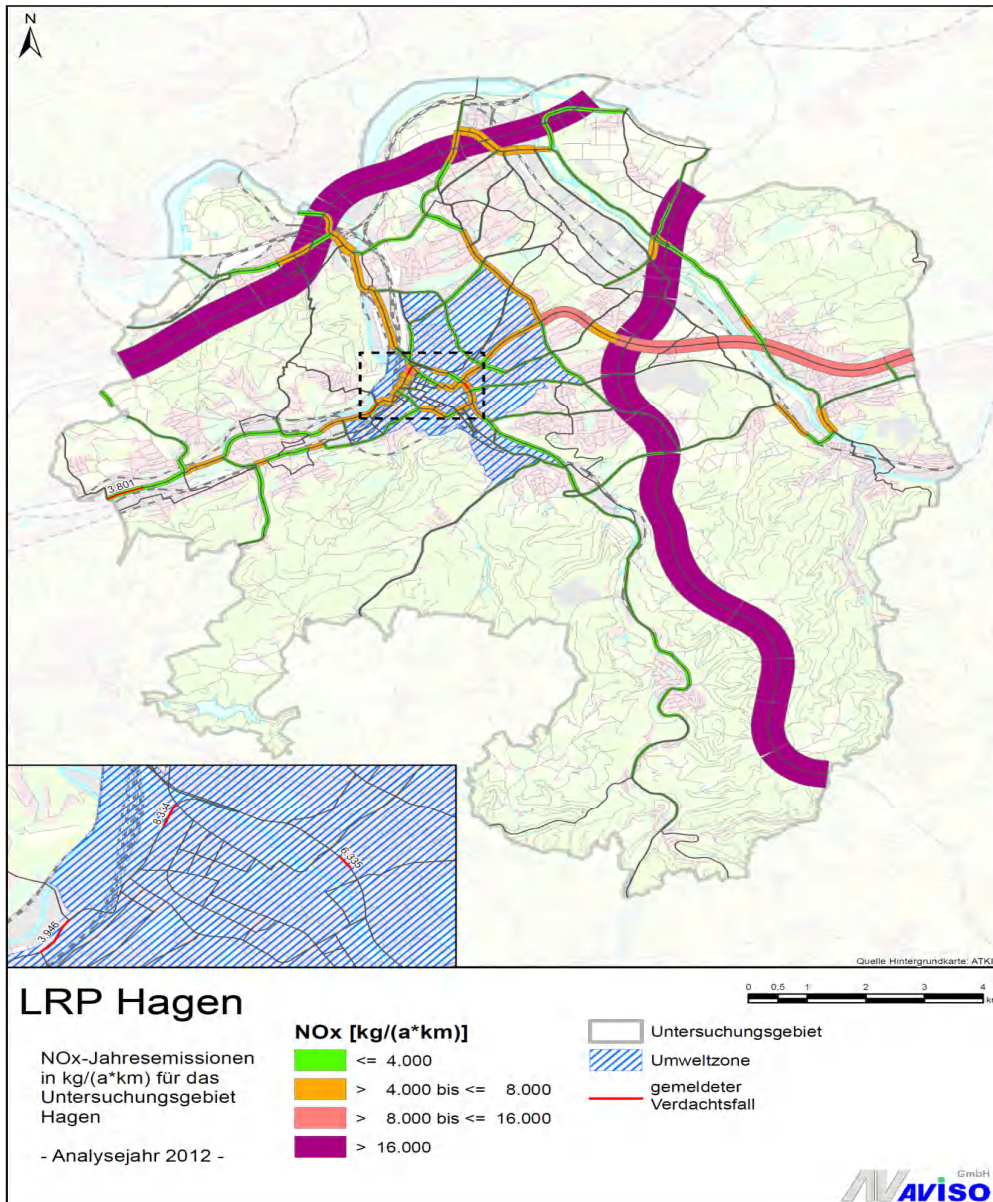 N
3.801
8.334
6.335
3.946
Quelle Hintergrundkarte: ATKI
LRP Hagen
0 0,5 1 2 3 4
km
NOx-Jahresemissionen
in kg/(a*km) für das
Untersuchungsgebiet
Hagen
- Analysejahr 2012 -
NOx [kg/(a*km)]
<= 4.000
> 4.000 bis <= 8.000
> 8.000 bis <= 16.000
> 16.000
Untersuchungsgebiet
Umweltzone
gemeldeter
Verdachtsfall
GmbH
AVISO